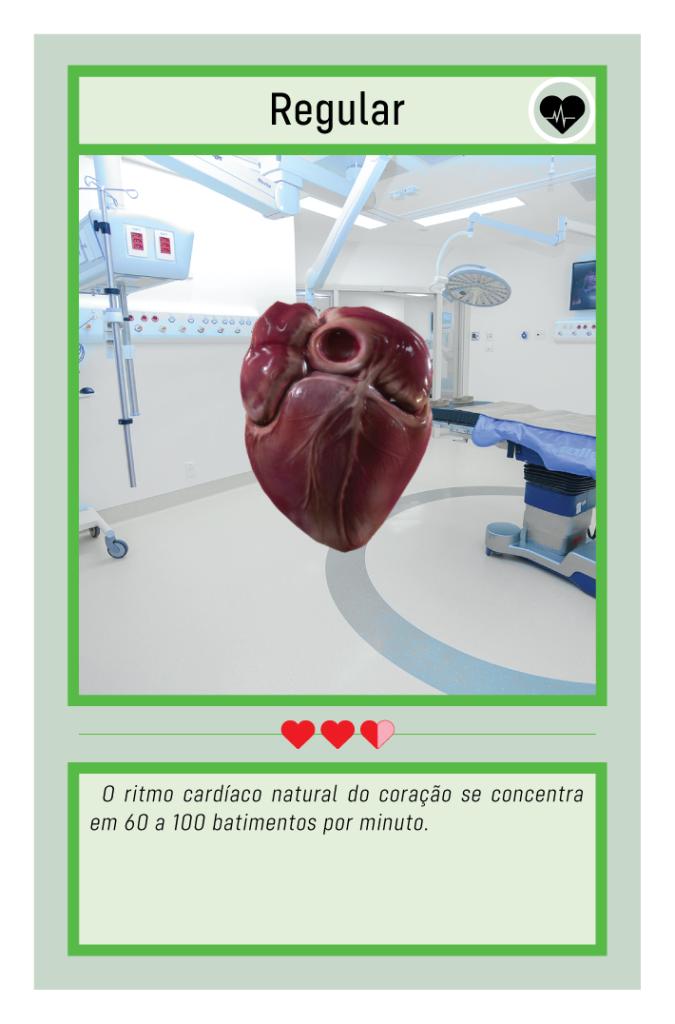 Regular
O ritmo cardíaco natural do coração se concentra
em 60 a 100 batimentos por minuto.